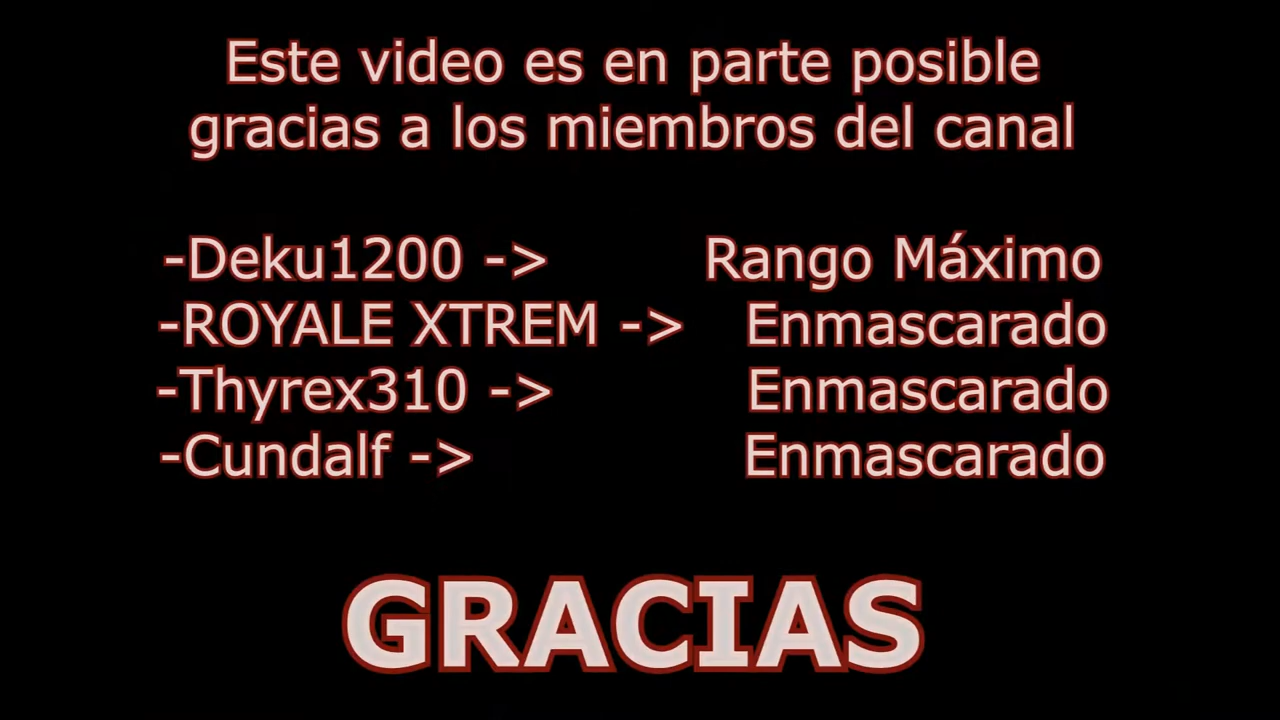 Este video es en parte posible
gracias a los miembros del canal
-Deku1200 -> Rango Máximo
-ROYALE XTREM -> Enmascarado
-Thyrex310 -> Enmascarado
-Cundalf -> Enmascarado
GRACIAS